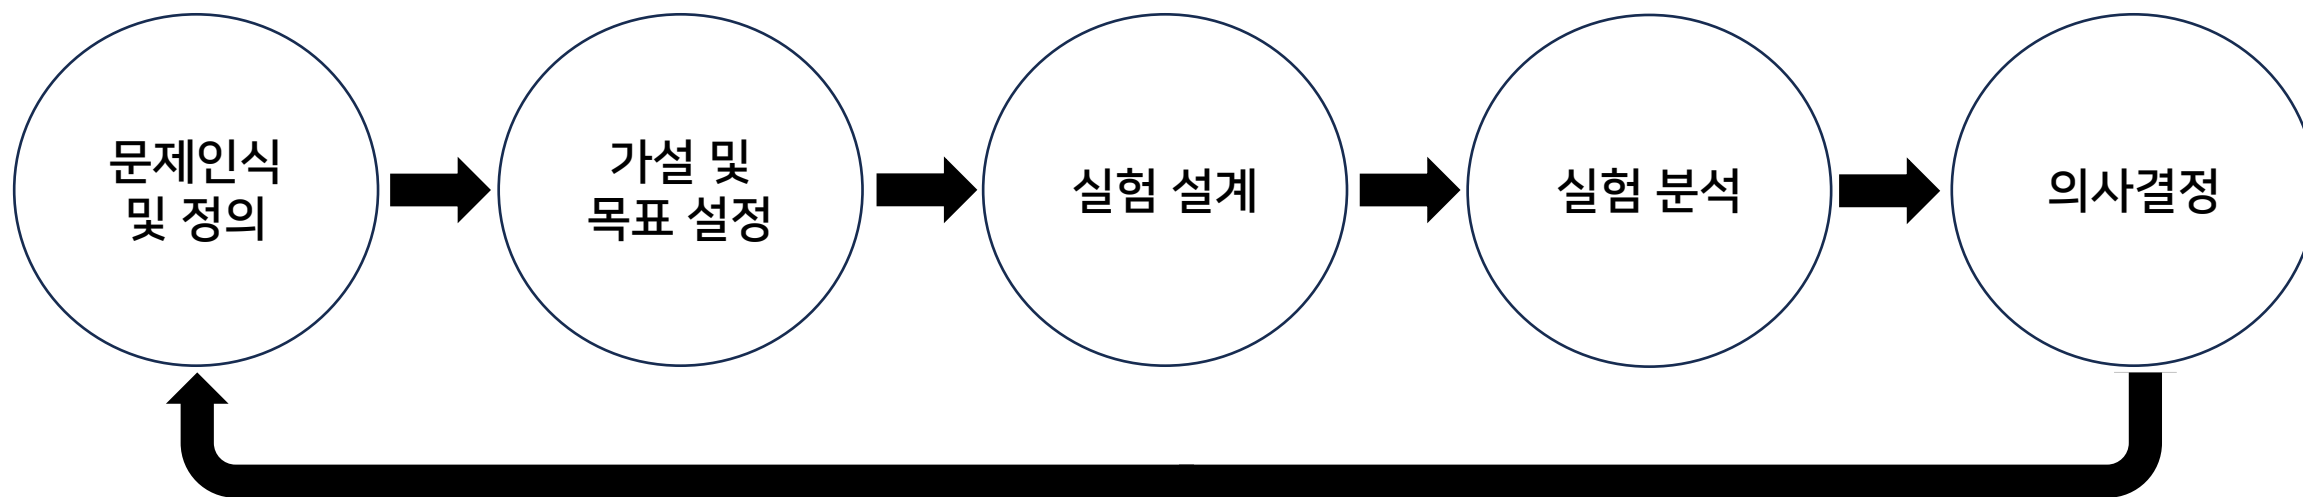 문제인식
및 정의
가설 및
목표 설정
실험 설계
실험 분석
의사결정